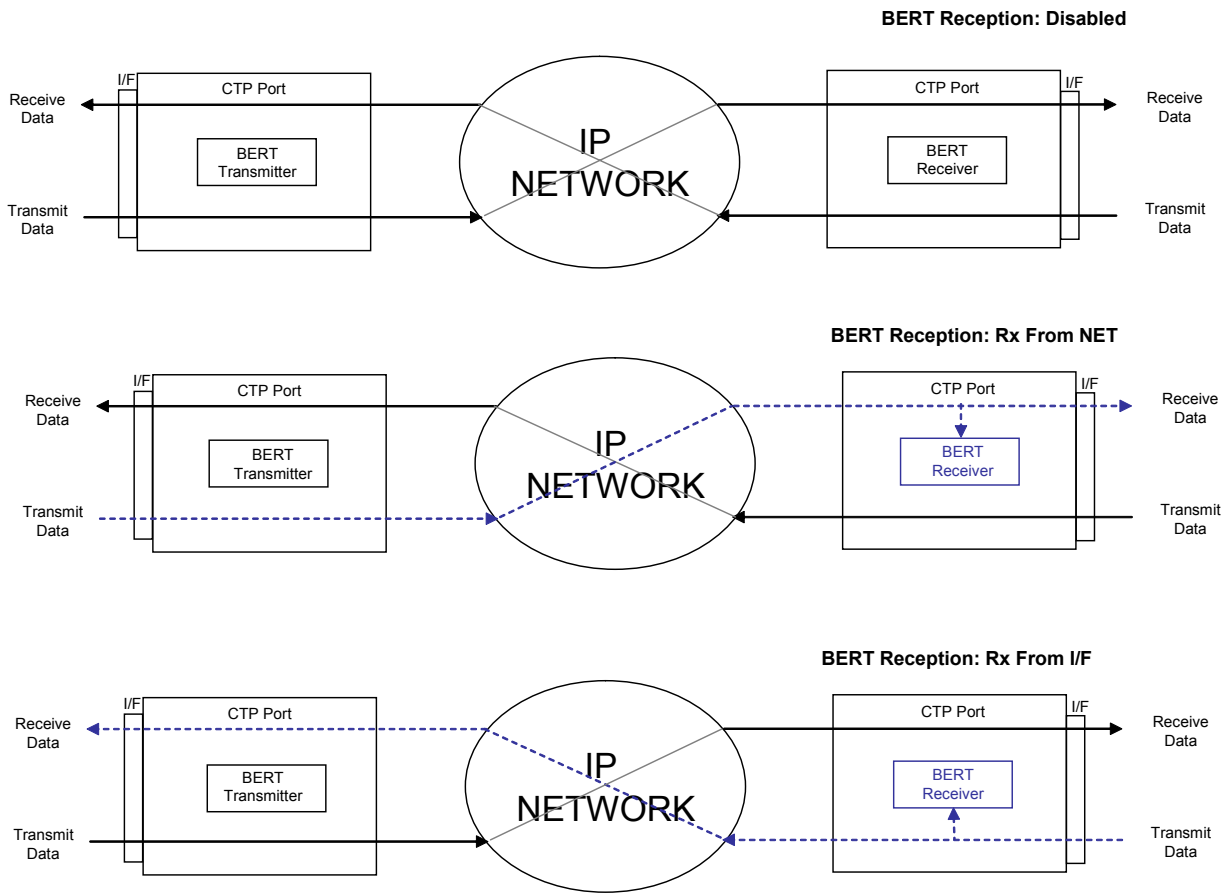 BERT Reception: Disabled
I/F
CTP Port
CTP Port
I/F
Receive
Data
Receive
Data
IP
NETWORK
BERT
Transmitter
BERT
Receiver
Transmit
Data
Transmit
Data
BERT Reception: Rx From NET
I/F
CTP Port
CTP Port
I/F
Receive
Data
Receive
Data
IP
NETWORK
BERT
Transmitter
BERT
Receiver
Transmit
Data
Transmit
Data
BERT Reception: Rx From I/F
I/F
CTP Port
CTP Port
I/F
Receive
Data
Receive
Data
IP
NETWORK
BERT
Transmitter
BERT
Receiver
Transmit
Data
Transmit
Data